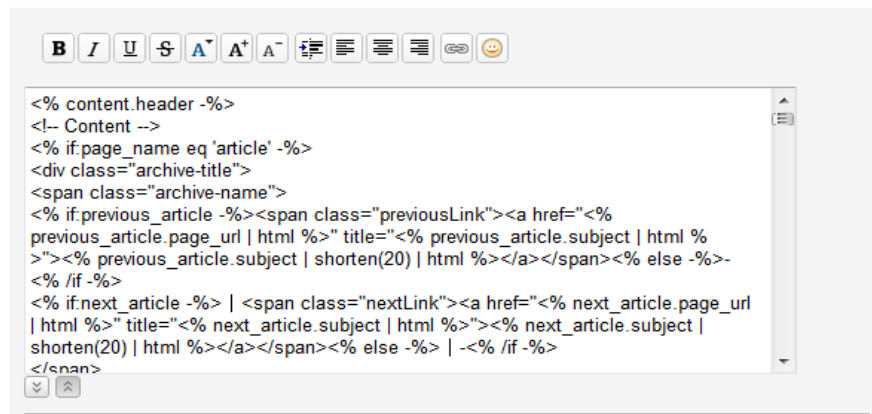 B I U S A A+ A-
<% content.header -%>
<!-- Content -->
<% if:page_name eq 'article' -%>
<div class="archive-title">
<span class="archive-name">
<% if:previous_article -%><span class="previousLink"><a href="<%
previous_article.page_url | html %>" title="<% previous_article.subject | html %
>"><% previous_article.subject | shorten(20) | html %></a></span><% else -%>-
<% /if -%>
<% if:next_article -%> | <span class="nextLink"><a href="<% next_article.page_url
| html %>" title="<% next_article.subject | html %>"><% next_article.subject |
shorten(20) | html %></a></span><% else -%> | -<% /if -%>
</span>